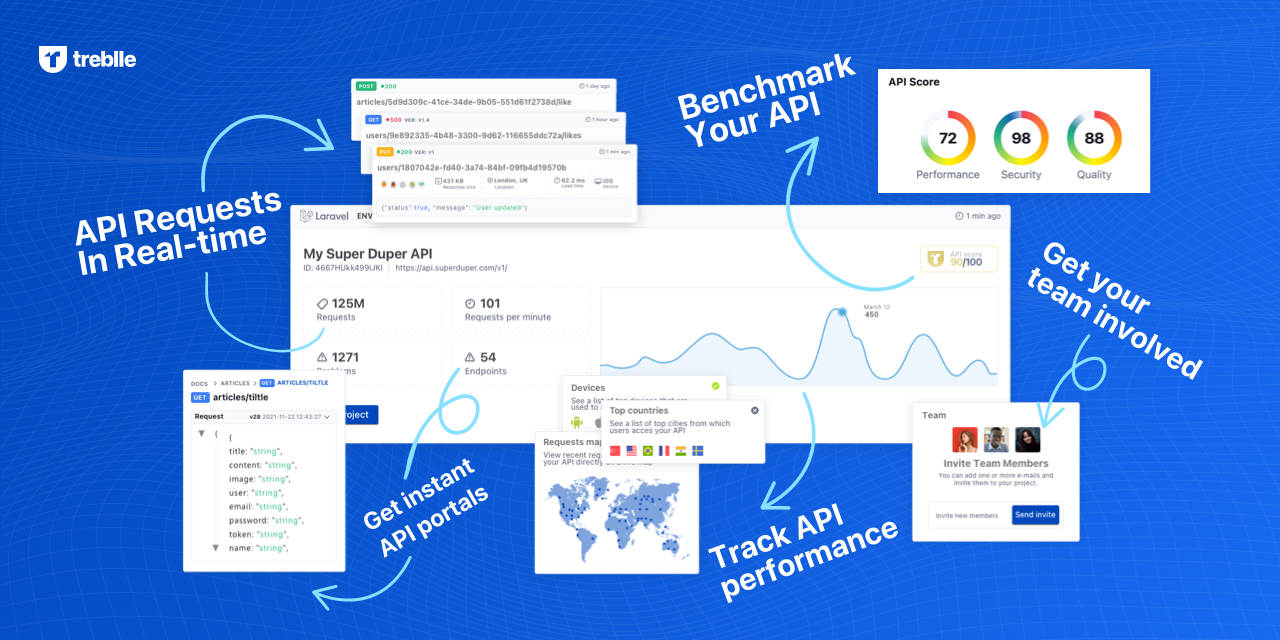 treblle
POST 200 1 day ago
articles/5d9d309c-41ce-34de-9b05-551d61f2738d/like
GET 500 VER: v1.4 1 hour ago
users/9e892335-4b48-3300-9d62-116655ddc72a/likes
PUT 200 VER: v1 1 min ago
users/1807042e-fd40-3a74-84bf-09fb4d19570b
431 KB London, UK 62.2 ms iOS
Response size Location Load time Device
{"status":true, "message": "User updated"}
API Requests
In Real-time
Benchmark
Your API
API Score
72 98 88
Performance Security Quality
Laravel 1 min ago
My Super Duper API
ID: 4667HUkk499iJKI https://api.superduper.com/v1/
API score
90/100
125M
Requests
101
Requests per minute
1271
Problems
54
Endpoints
March 12
450
Get your
team involved
DOCS > ARTICLES > GET ARTICLES/TILTLE
GET articles/tiltle
Request v28 2021-11-22 12:43:27
{ {
title: "string",
content: "string",
image: "string",
user: "string",
email: "string",
password: "string",
token: "string",
name: "string",
Get instant
API portals
Devices
See a list of top devices that are
used to
Top countries
See a list of top cities from which
users acces your API
Requests map
View recent req
your API directly
Track API
performance
Team
Invite Team Members
You can add one or more e-mails and
invite them to your project.
Invite new members Send invite